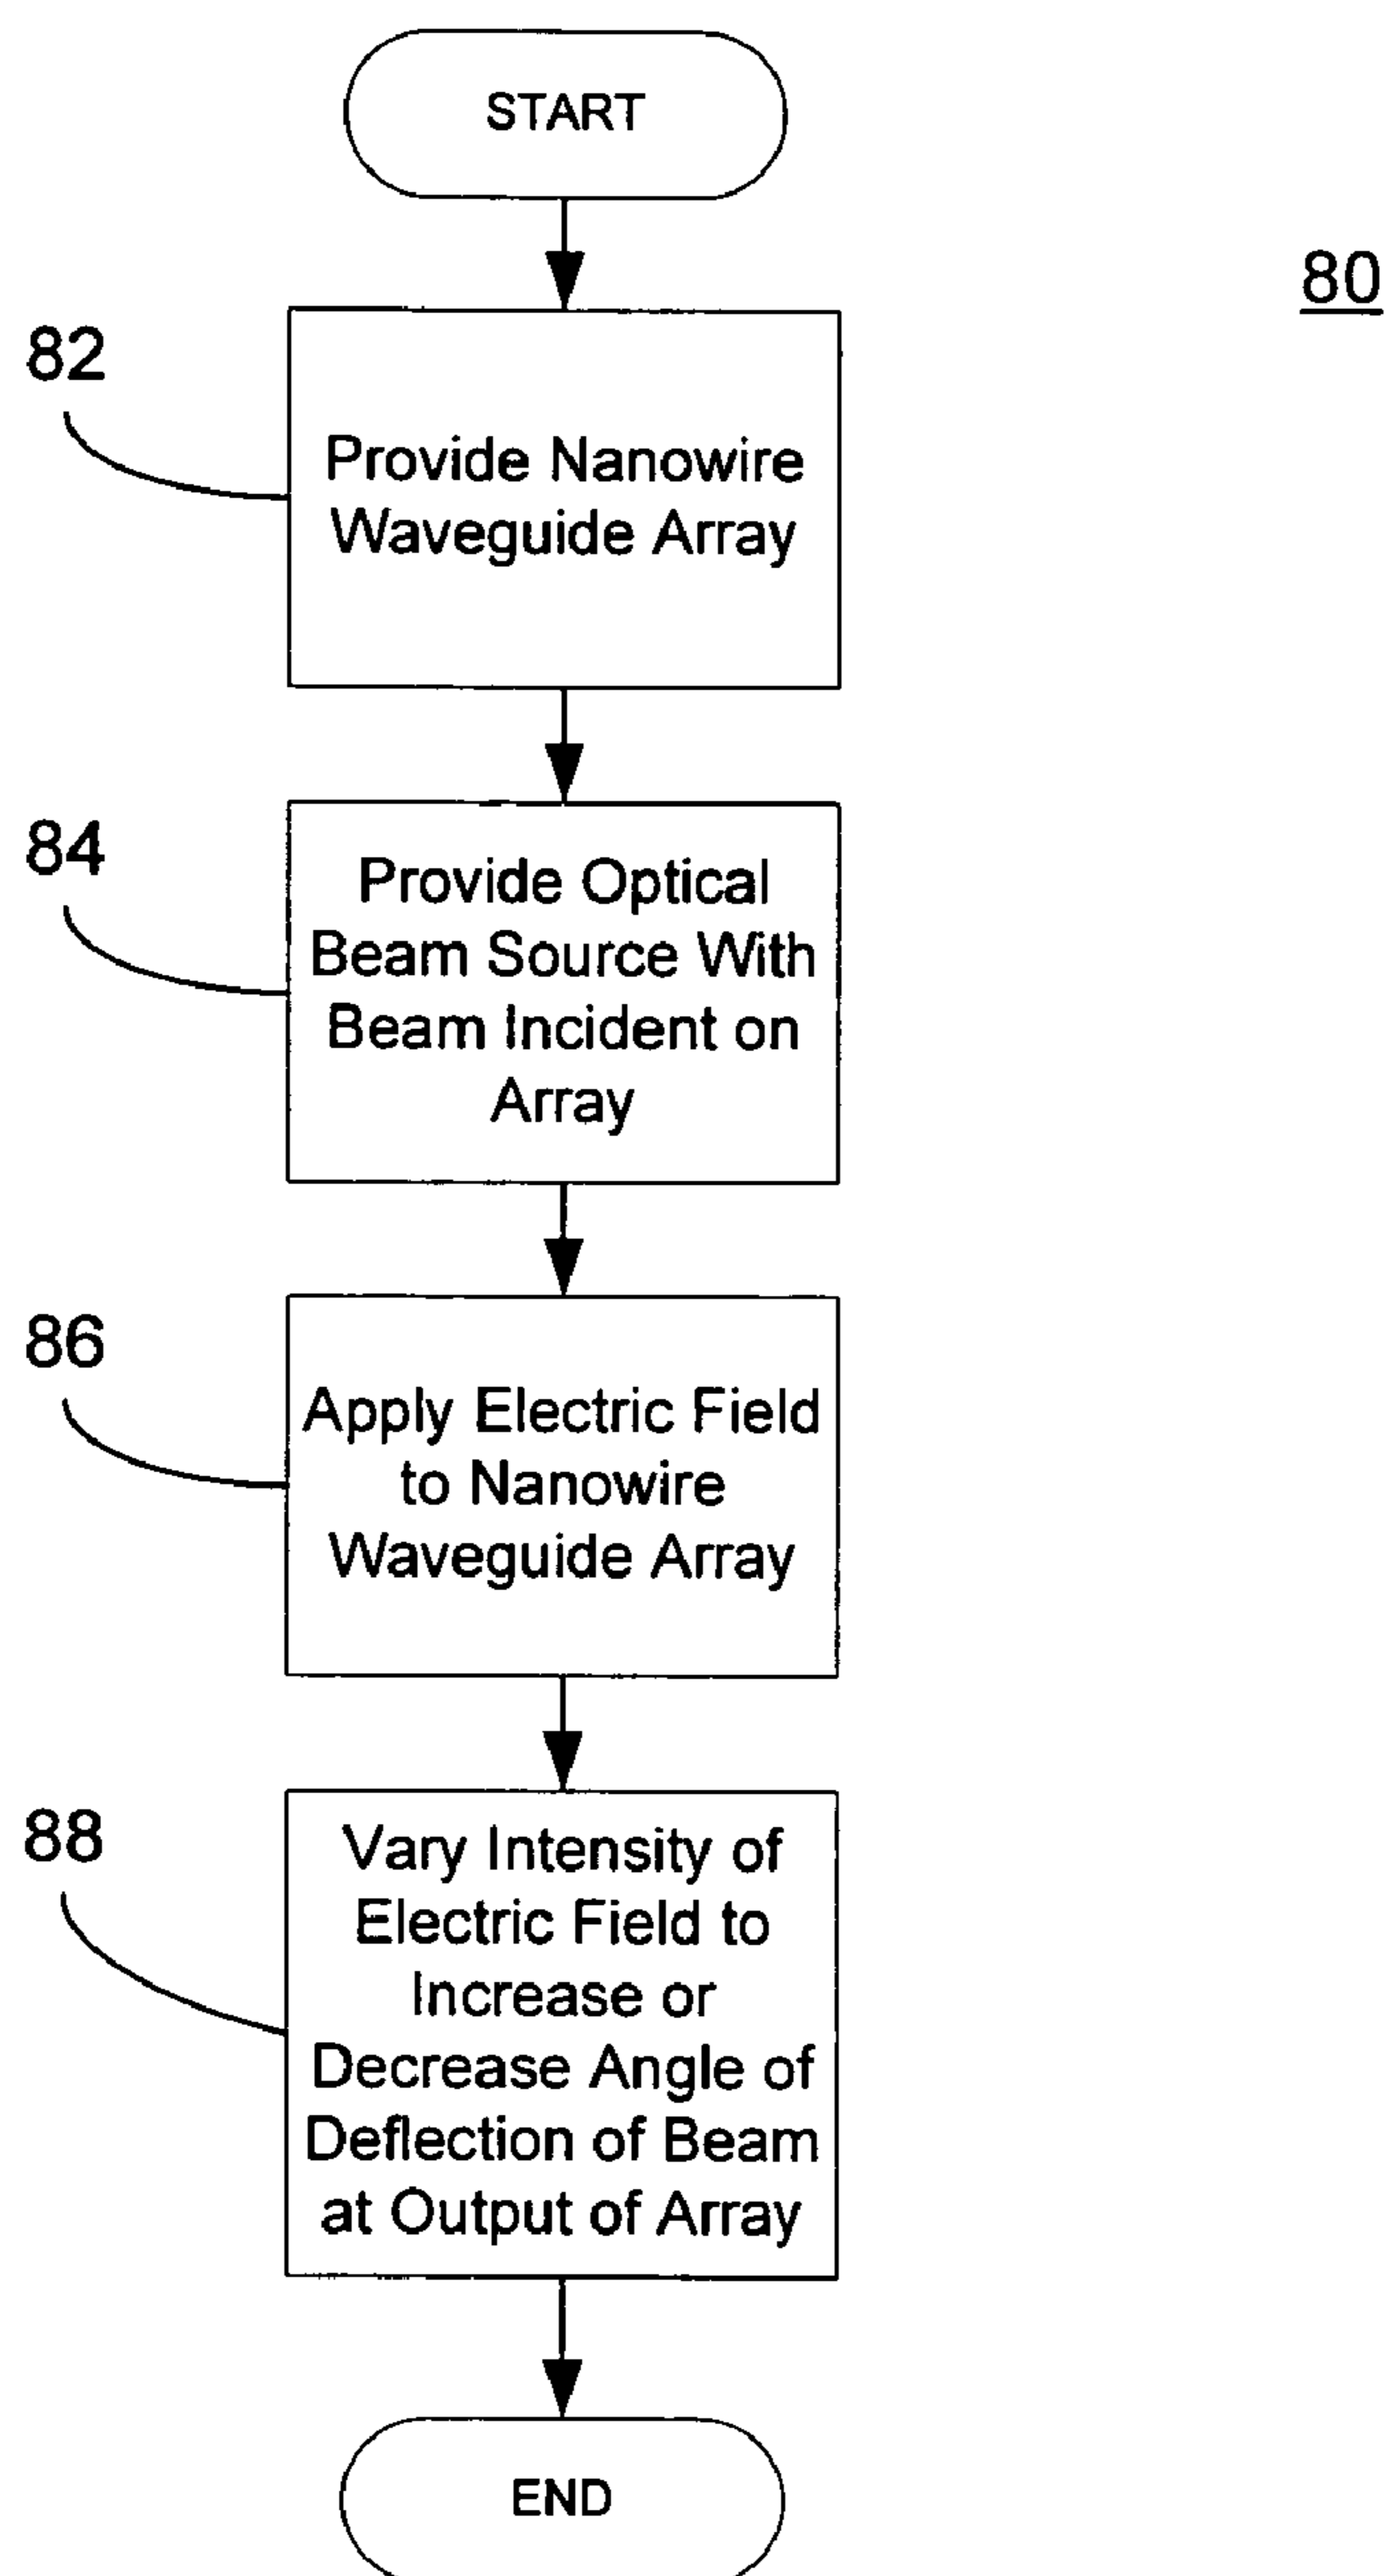 START
80
82
Provide Nanowire
Waveguide Array
84
Provide Optical
Beam Source With
Beam Incident on
Array
86
Apply Electric Field
to Nanowire
Waveguide Array
88
Vary Intensity of
Electric Field to
Increase or
Decrease Angle of
Deflection of Beam
at Output of Array
END